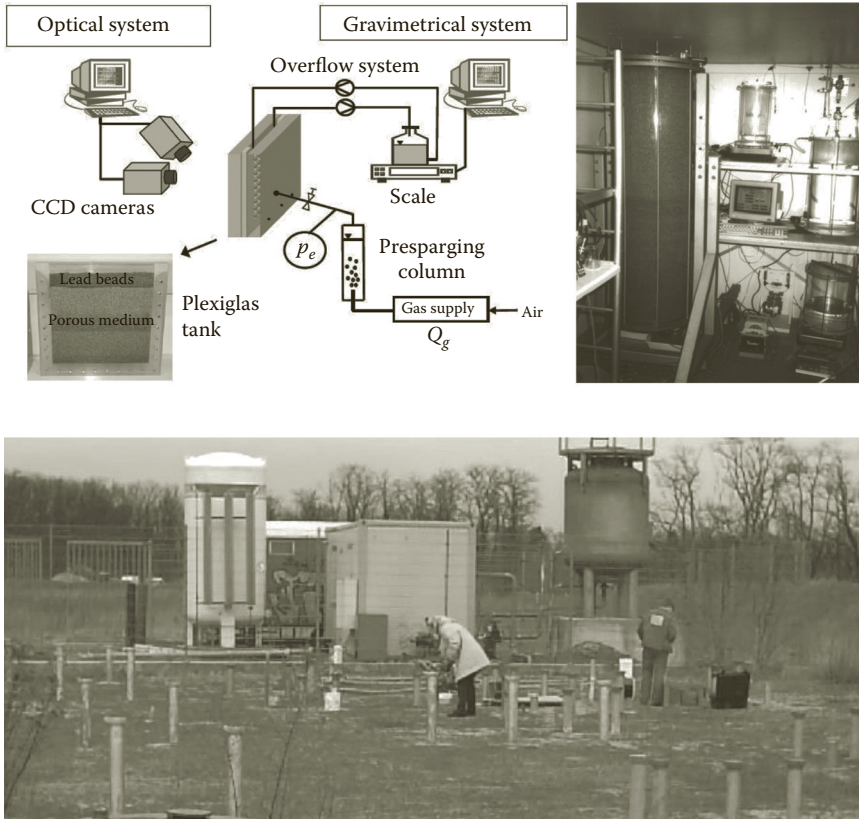 Optical system
Gravimetrical system
Overflow system
CCD cameras
Scale
p_e
Presparging
column
Lead beads
Porous medium
Plexiglas
tank
Gas supply
Air
Q_g